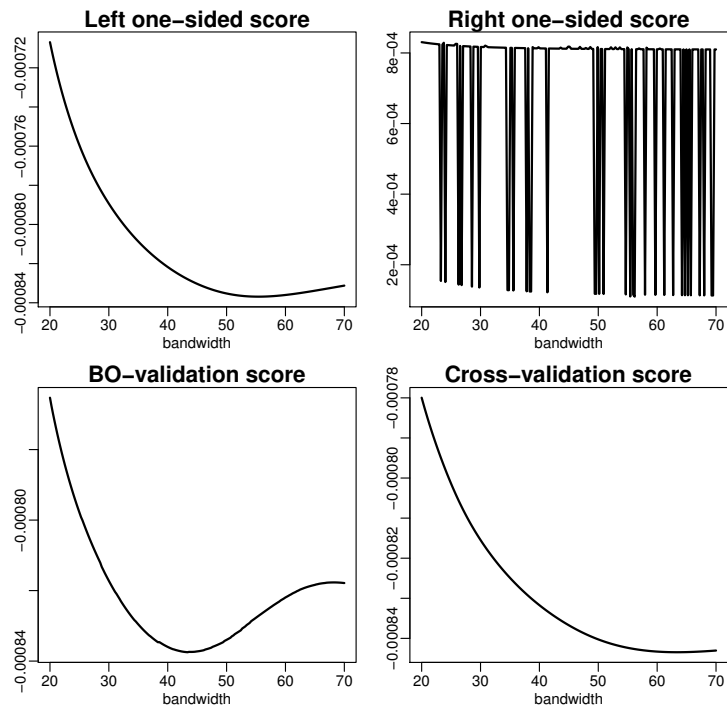 Left one−sided score
−0.00072
−0.00076
−0.00080
−0.00084
20 30 40 50 60 70
bandwidth
Right one−sided score
8e−04
6e−04
4e−04
2e−04
20 30 40 50 60 70
bandwidth
BO−validation score
−0.00080
−0.00084
20 30 40 50 60 70
bandwidth
Cross−validation score
−0.00078
−0.00080
−0.00082
−0.00084
20 30 40 50 60 70
bandwidth